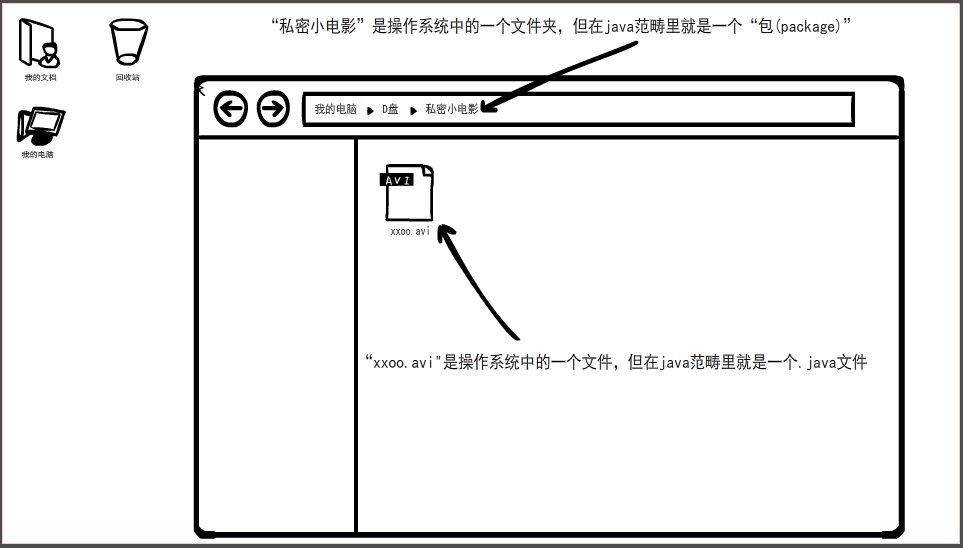 “私密小电影”是操作系统中的一个文件夹，但在java范畴里就是一个“包(package)”
我的文档
回收站
我的电脑
我的电脑 ▶ D盘 ▶ 私密小电影
AVI
xxoo.avi
“xxoo.avi"是操作系统中的一个文件，但在java范畴里就是一个.java文件